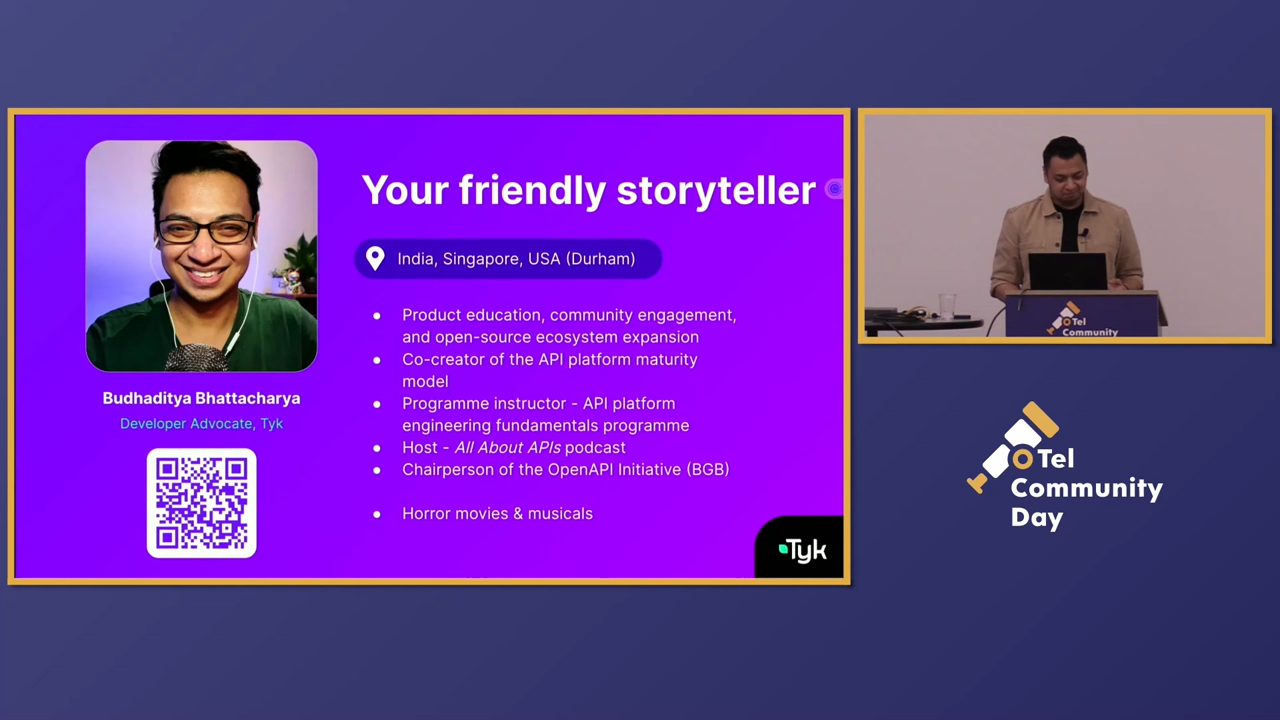 Your friendly storyteller
India, Singapore, USA (Durham)
● Product education, community engagement,
and open-source ecosystem expansion
● Co-creator of the API platform maturity
model
● Programme instructor - API platform
engineering fundamentals programme
● Host - All About APIs podcast
● Chairperson of the OpenAPI Initiative (BGB)
● Horror movies & musicals
Budhaditya Bhattacharya
Developer Advocate, Tyk
Tyk
OTel
Community
OTel
Community
Day